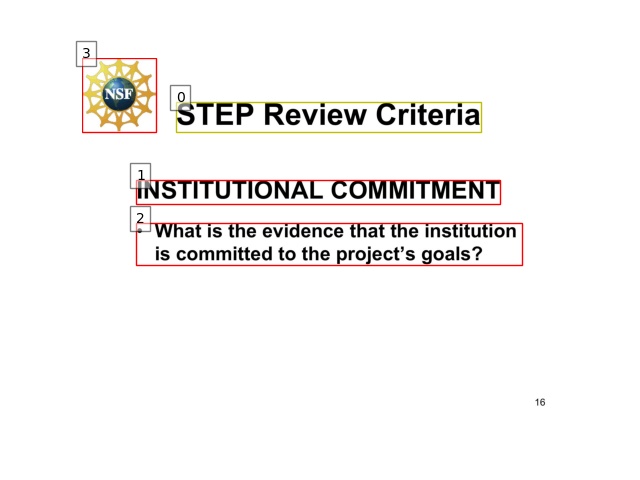 3
NSF
0
STEP Review Criteria
1
INSTITUTIONAL COMMITMENT
2
• What is the evidence that the institution
is committed to the project’s goals?
16